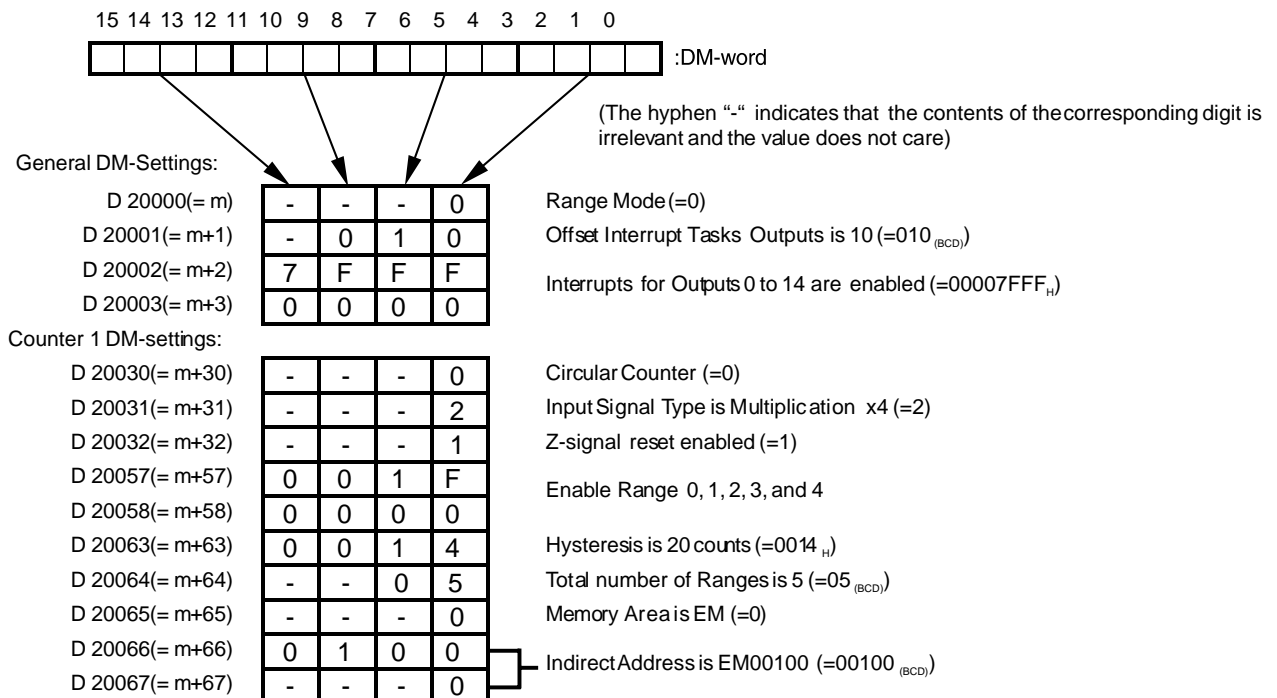 15 14 13 12 11 10 9 8 7 6 5 4 3 2 1 0
:DM-word
(The hyphen “-“ indicates that the contents of thecorresponding digit is
irrelevant and the value does not care)
General DM-Settings:
D 20000(= m) - - - 0 Range Mode (=0)
D 20001(= m+1) - 0 1 0 Offset Interrupt Tasks Outputs is 10 (=010 (BCD))
D 20002(= m+2) 7 F F F
Interrupts for Outputs 0 to 14 are enabled (=00007FFFH)
D 20003(= m+3) 0 0 0 0
Counter 1 DM-settings:
D 20030(= m+30) - - - 0 Circular Counter (=0)
D 20031(= m+31) - - - 2 Input Signal Type is Multiplication x4 (=2)
D 20032(= m+32) - - - 1 Z-signal reset enabled (=1)
D 20057(= m+57) 0 0 1 F
Enable Range 0, 1, 2, 3, and 4
D 20058(= m+58) 0 0 0 0
D 20063(= m+63) 0 0 1 4 Hysteresis is 20 counts (=0014 H)
D 20064(= m+64) - - 0 5 Total number of Ranges is 5 (=05 (BCD))
D 20065(= m+65) - - - 0 Memory Area is EM (=0)
D 20066(= m+66) 0 1 0 0
Indirect Address is EM00100 (=00100 (BCD))
D 20067(= m+67) - - - 0